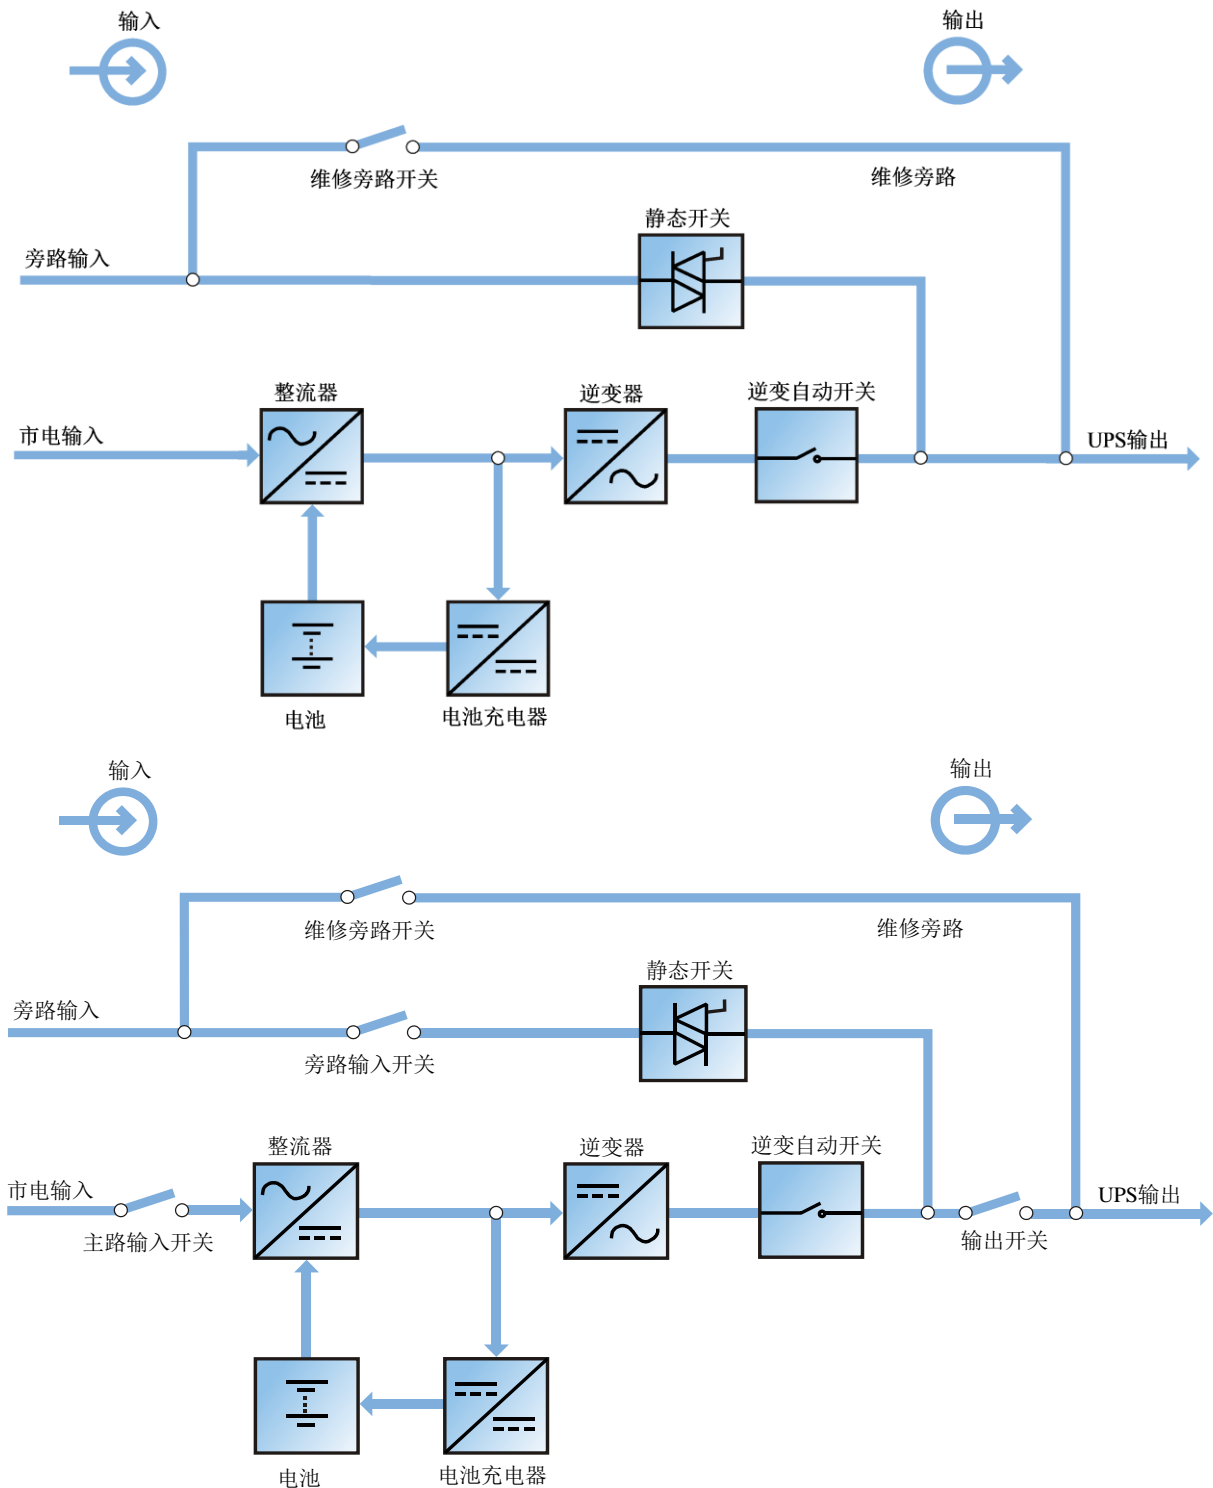 输入
输出
维修旁路开关
维修旁路
静态开关
旁路输入
整流器
逆变器
逆变自动开关
市电输入
UPS输出
电池
电池充电器
输入
输出
维修旁路开关
维修旁路
静态开关
旁路输入
旁路输入开关
整流器
逆变器
逆变自动开关
市电输入
UPS输出
主路输入开关
输出开关
电池
电池充电器